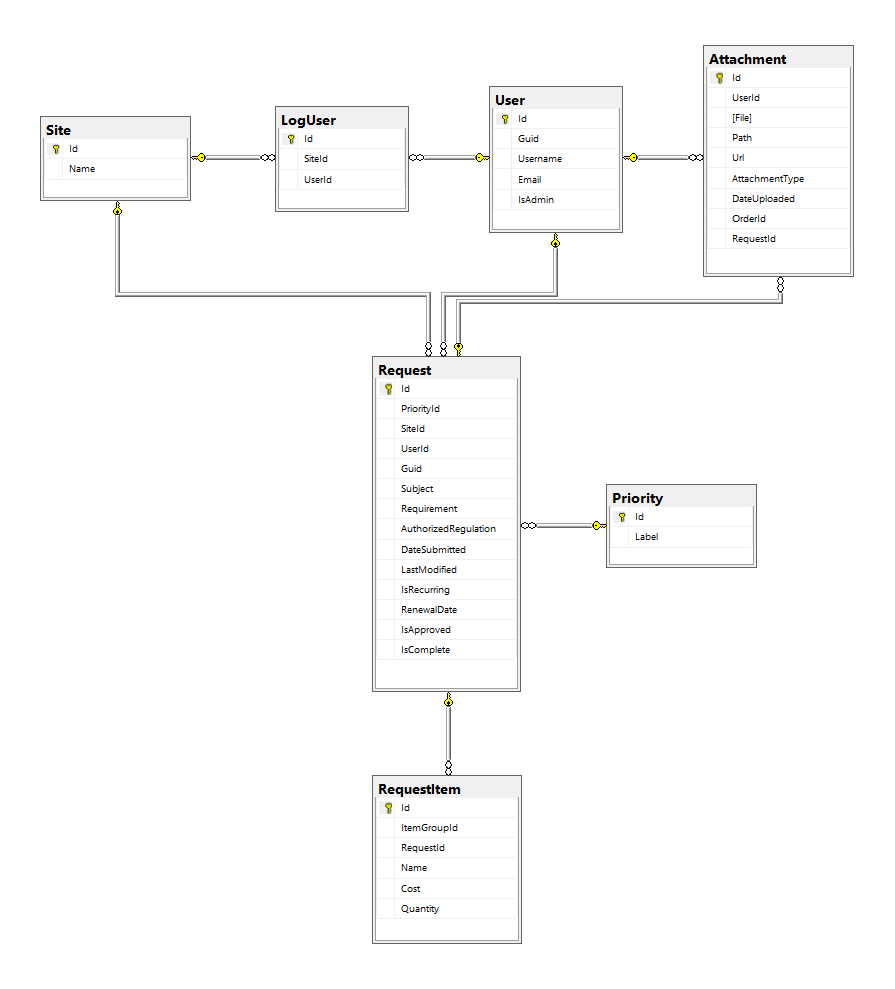 Site
Id
Name
LogUser
Id
SiteId
UserId
User
Id
Guid
Username
Email
IsAdmin
Attachment
Id
UserId
[File]
Path
Url
AttachmentType
DateUploaded
OrderId
RequestId
Request
Id
PriorityId
SiteId
UserId
Guid
Subject
Requirement
AuthorizedRegulation
DateSubmitted
LastModified
IsRecurring
RenewalDate
IsApproved
IsComplete
Priority
Id
Label
RequestItem
Id
ItemGroupId
RequestId
Name
Cost
Quantity